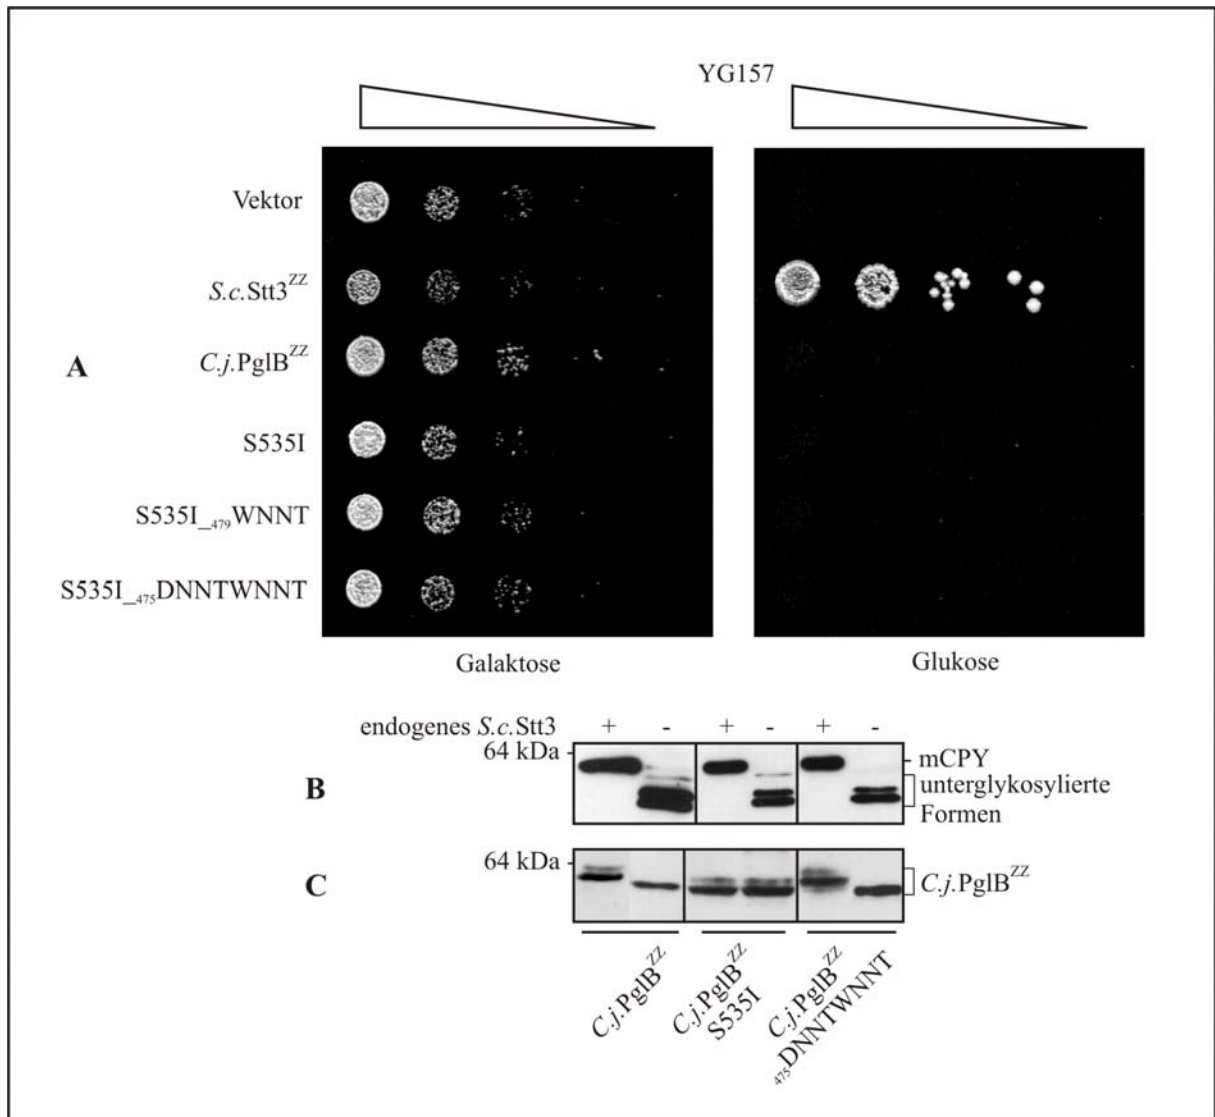 YG157
Vektor
S.c.Stt3ZZ
C.j.PglBZZ
A
S535I
S535I_479WNNT
S535I_475DNNTWNNT
Galaktose
Glukose
endogenes S.c.Stt3 + - + - + -
64 kDa
mCPY
B
unterglykosylierte
Formen
64 kDa
C
C.j.PglBZZ
C.j.PglBZZ
C.j.PglBZZ
S535I
C.j.PglBZZ
475DNNTWNNT